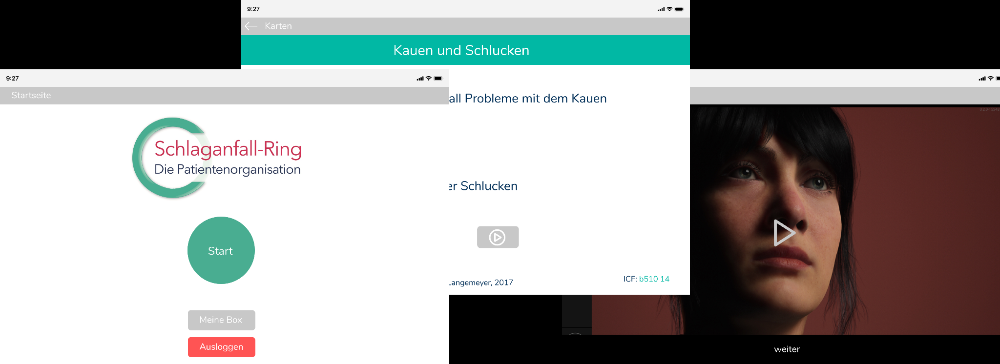 9:27
Karten
Kauen und Schlucken
all Probleme mit dem Kauen
er Schlucken
Langemeyer, 2017
ICF: b510 14
9:27
Startseite
Schlaganfall-Ring
Die Patientenorganisation
Start
Meine Box
Ausloggen
weiter